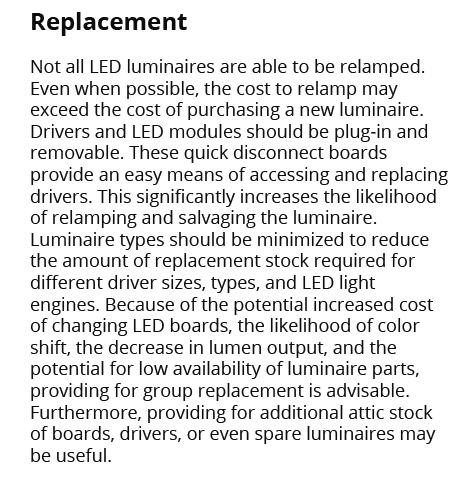 Replacement
Not all LED luminaires are able to be relamped.
Even when possible, the cost to relamp may
exceed the cost of purchasing a new luminaire.
Drivers and LED modules should be plug-in and
removable. These quick disconnect boards
provide an easy means of accessing and replacing
drivers. This significantly increases the likelihood
of relamping and salvaging the luminaire.
Luminaire types should be minimized to reduce
the amount of replacement stock required for
different driver sizes, types, and LED light
engines. Because of the potential increased cost
of changing LED boards, the likelihood of color
shift, the decrease in lumen output, and the
potential for low availability of luminaire parts,
providing for group replacement is advisable.
Furthermore, providing for additional attic stock
of boards, drivers, or even spare luminaires may
be useful.